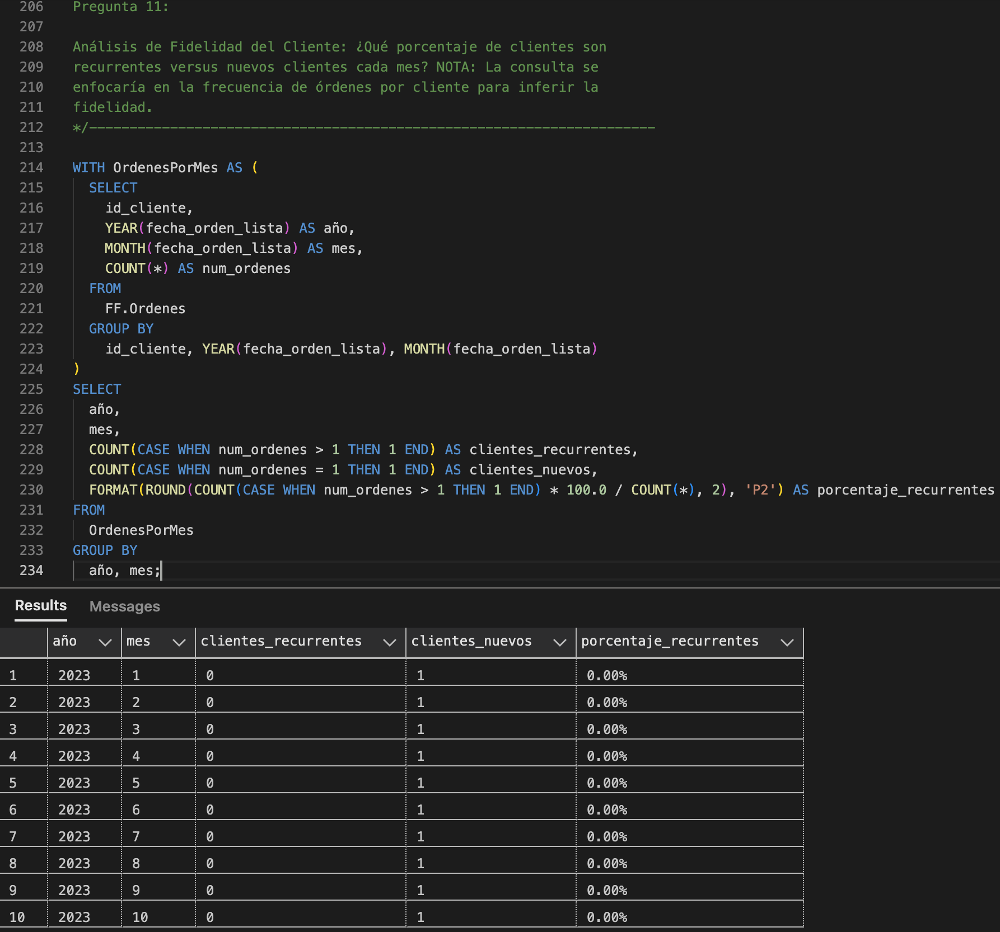 206 Pregunta 11:
207
208 Análisis de Fidelidad del Cliente: ¿Qué porcentaje de clientes son
209 recurrentes versus nuevos clientes cada mes? NOTA: La consulta se
210 enfocaría en la frecuencia de órdenes por cliente para inferir la
211 fidelidad.
212 */----------------------------------------------------------------------
213
214 WITH OrdenesPorMes AS (
215 SELECT
216 id_cliente,
217 YEAR(fecha_orden_lista) AS año,
218 MONTH(fecha_orden_lista) AS mes,
219 COUNT(*) AS num_ordenes
220 FROM
221 FF.Ordenes
222 GROUP BY
223 id_cliente, YEAR(fecha_orden_lista), MONTH(fecha_orden_lista)
224 )
225 SELECT
226 año,
227 mes,
228 COUNT(CASE WHEN num_ordenes > 1 THEN 1 END) AS clientes_recurrentes,
229 COUNT(CASE WHEN num_ordenes = 1 THEN 1 END) AS clientes_nuevos,
230 FORMAT(ROUND(COUNT(CASE WHEN num_ordenes > 1 THEN 1 END) * 100.0 / COUNT(*), 2), 'P2') AS porcentaje_recurrentes
231 FROM
232 OrdenesPorMes
233 GROUP BY
234 año, mes;
Results Messages
año mes clientes_recurrentes clientes_nuevos porcentaje_recurrentes
1 2023 1 0 1 0.00%
2 2023 2 0 1 0.00%
3 2023 3 0 1 0.00%
4 2023 4 0 1 0.00%
5 2023 5 0 1 0.00%
6 2023 6 0 1 0.00%
7 2023 7 0 1 0.00%
8 2023 8 0 1 0.00%
9 2023 9 0 1 0.00%
10 2023 10 0 1 0.00%